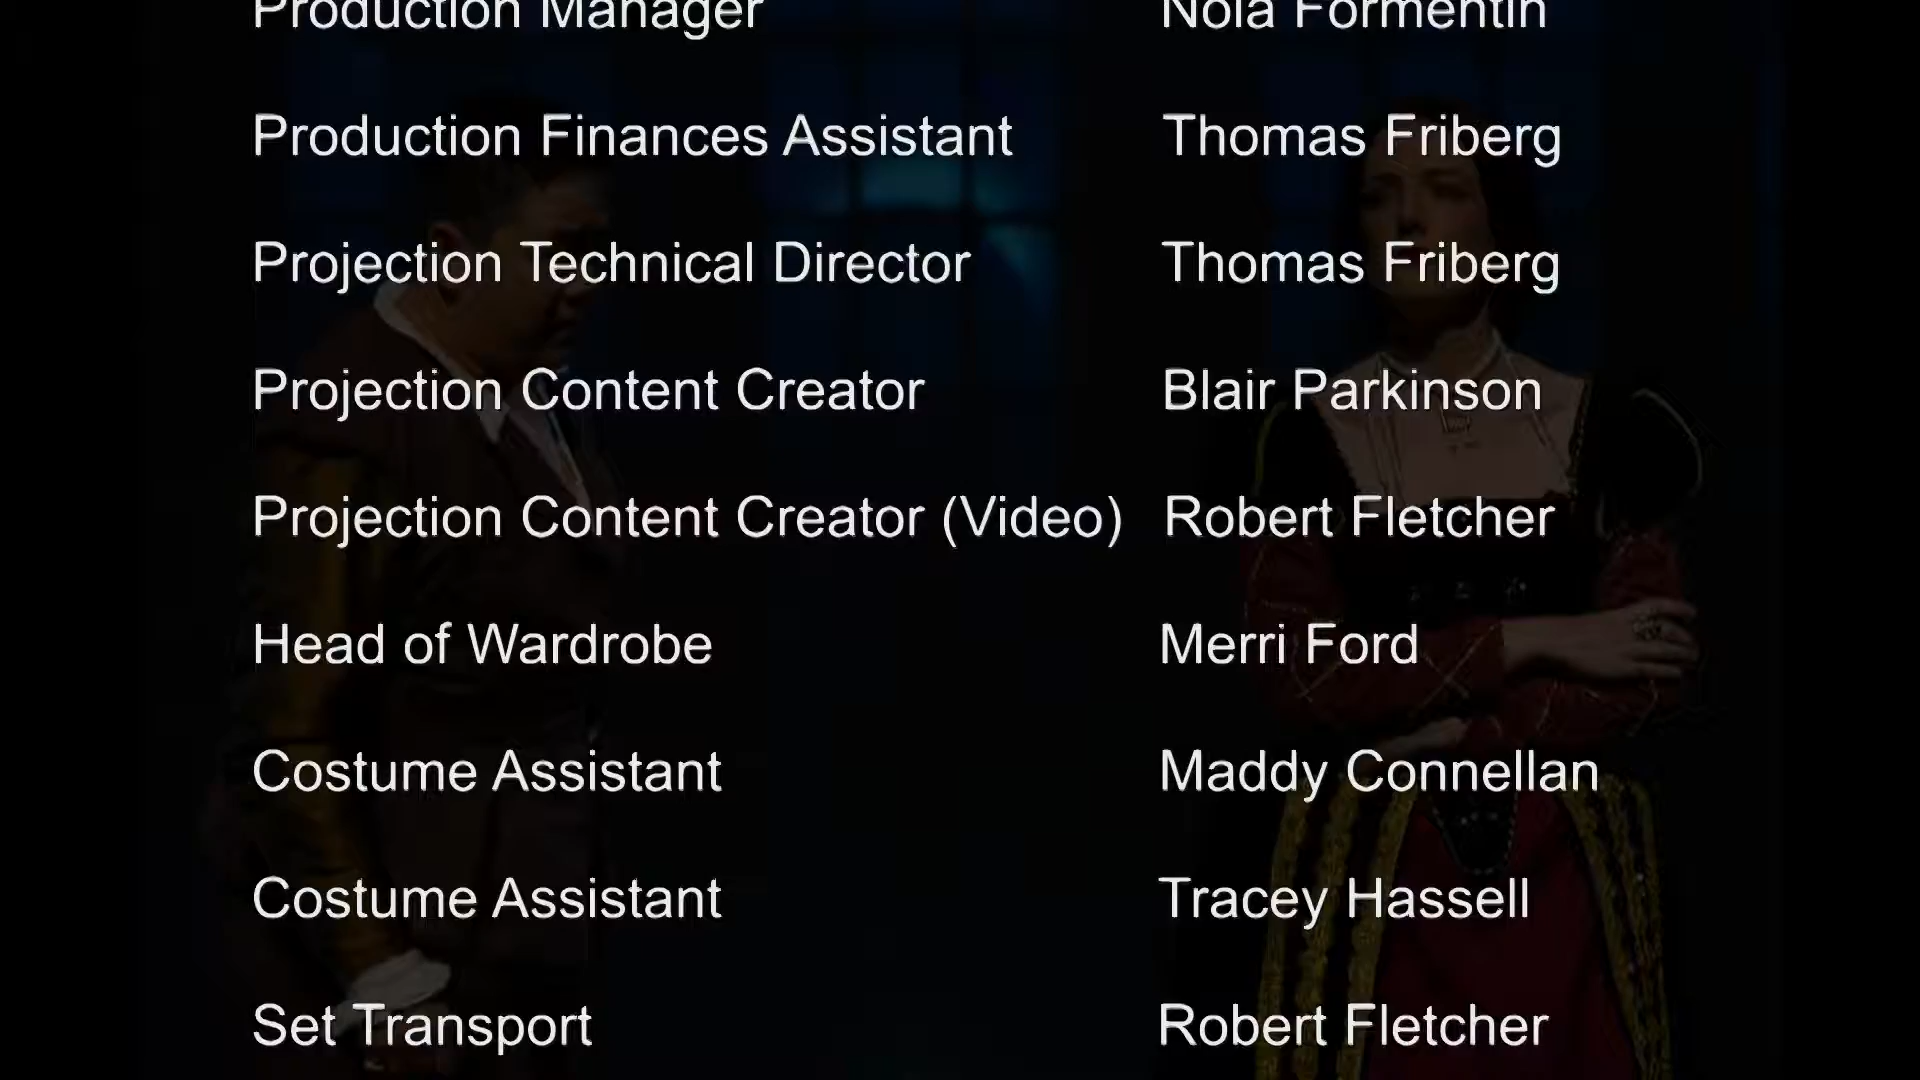 Production Manager Nola Formentin
Production Finances Assistant Thomas Friberg
Projection Technical Director Thomas Friberg
Projection Content Creator Blair Parkinson
Projection Content Creator (Video) Robert Fletcher
Head of Wardrobe Merri Ford
Costume Assistant Maddy Connellan
Costume Assistant Tracey Hassell
Set Transport Robert Fletcher